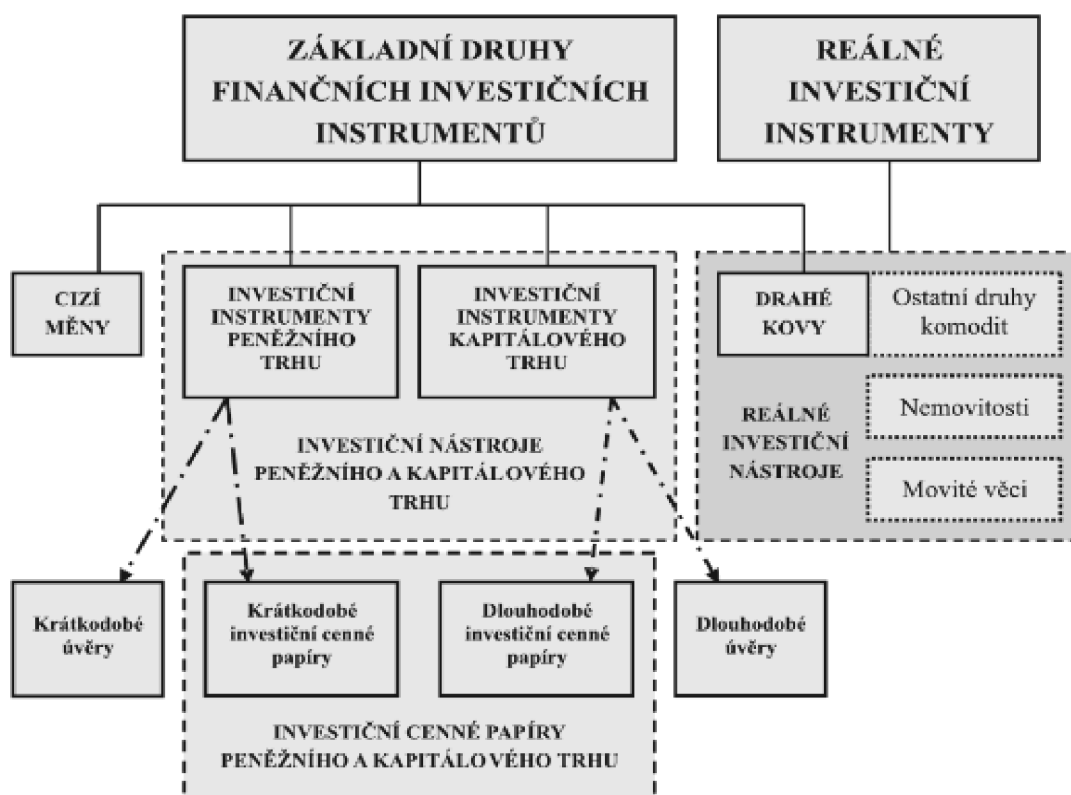 ZÁKLADNÍ DRUHY
FINANČNÍCH INVESTIČNÍCH
INSTRUMENTŮ
REÁLNÉ
INVESTIČNÍ
INSTRUMENTY
CIZÍ
MĚNY
INVESTIČNÍ
INSTRUMENTY
PENĚŽNÍHO
TRHU
INVESTIČNÍ
INSTRUMENTY
KAPITÁLOVÉHO
TRHU
DRAHÉ
KOVY
Ostatní druhy
komodit
INVESTIČNÍ NÁSTROJE
PENĚŽNÍHO A KAPITÁLOVÉHO
TRHU
REÁLNÉ
INVESTIČNÍ
NÁSTROJE
Nemovitosti
Movité věci
Krátkodobé
úvěry
Krátkodobé
investiční cenné
papíry
Dlouhodobé
investiční cenné
papíry
Dlouhodobé
úvěry
INVESTIČNÍ CENNÉ PAPÍRY
PENĚŽNÍHO A KAPITÁLOVÉHO TRHU